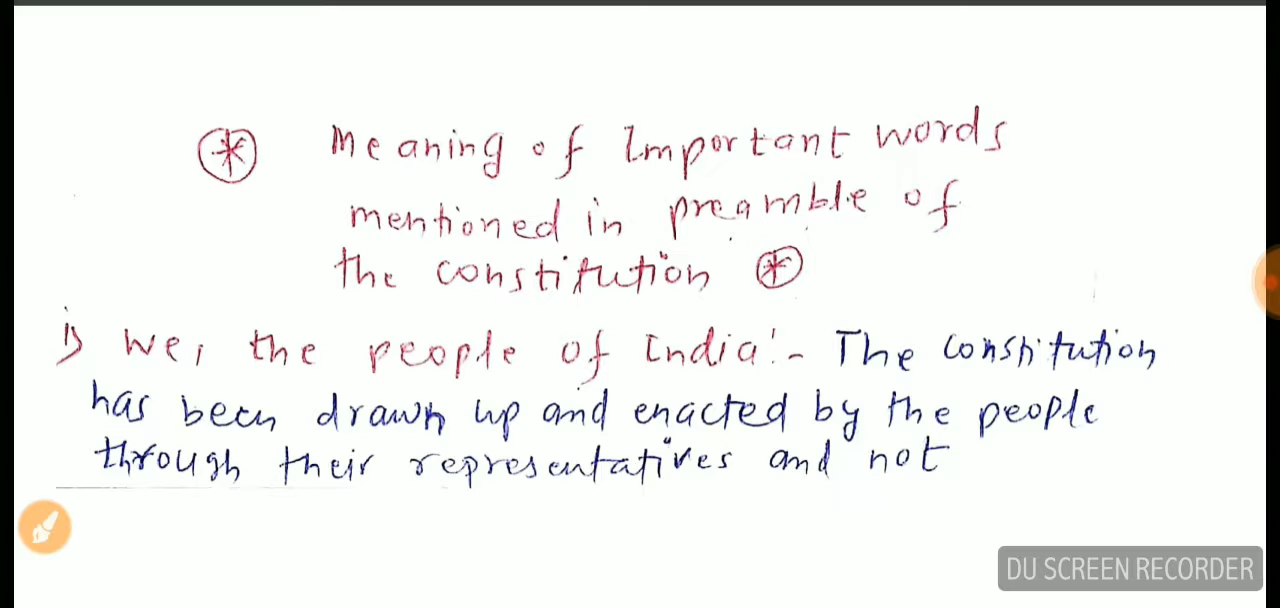 * Meaning of Important words
mentioned in preamble of
the constitution *
i) We, the people of India:- The constitution
has been drawn up and enacted by the people
through their representatives and not
DU SCREEN RECORDER